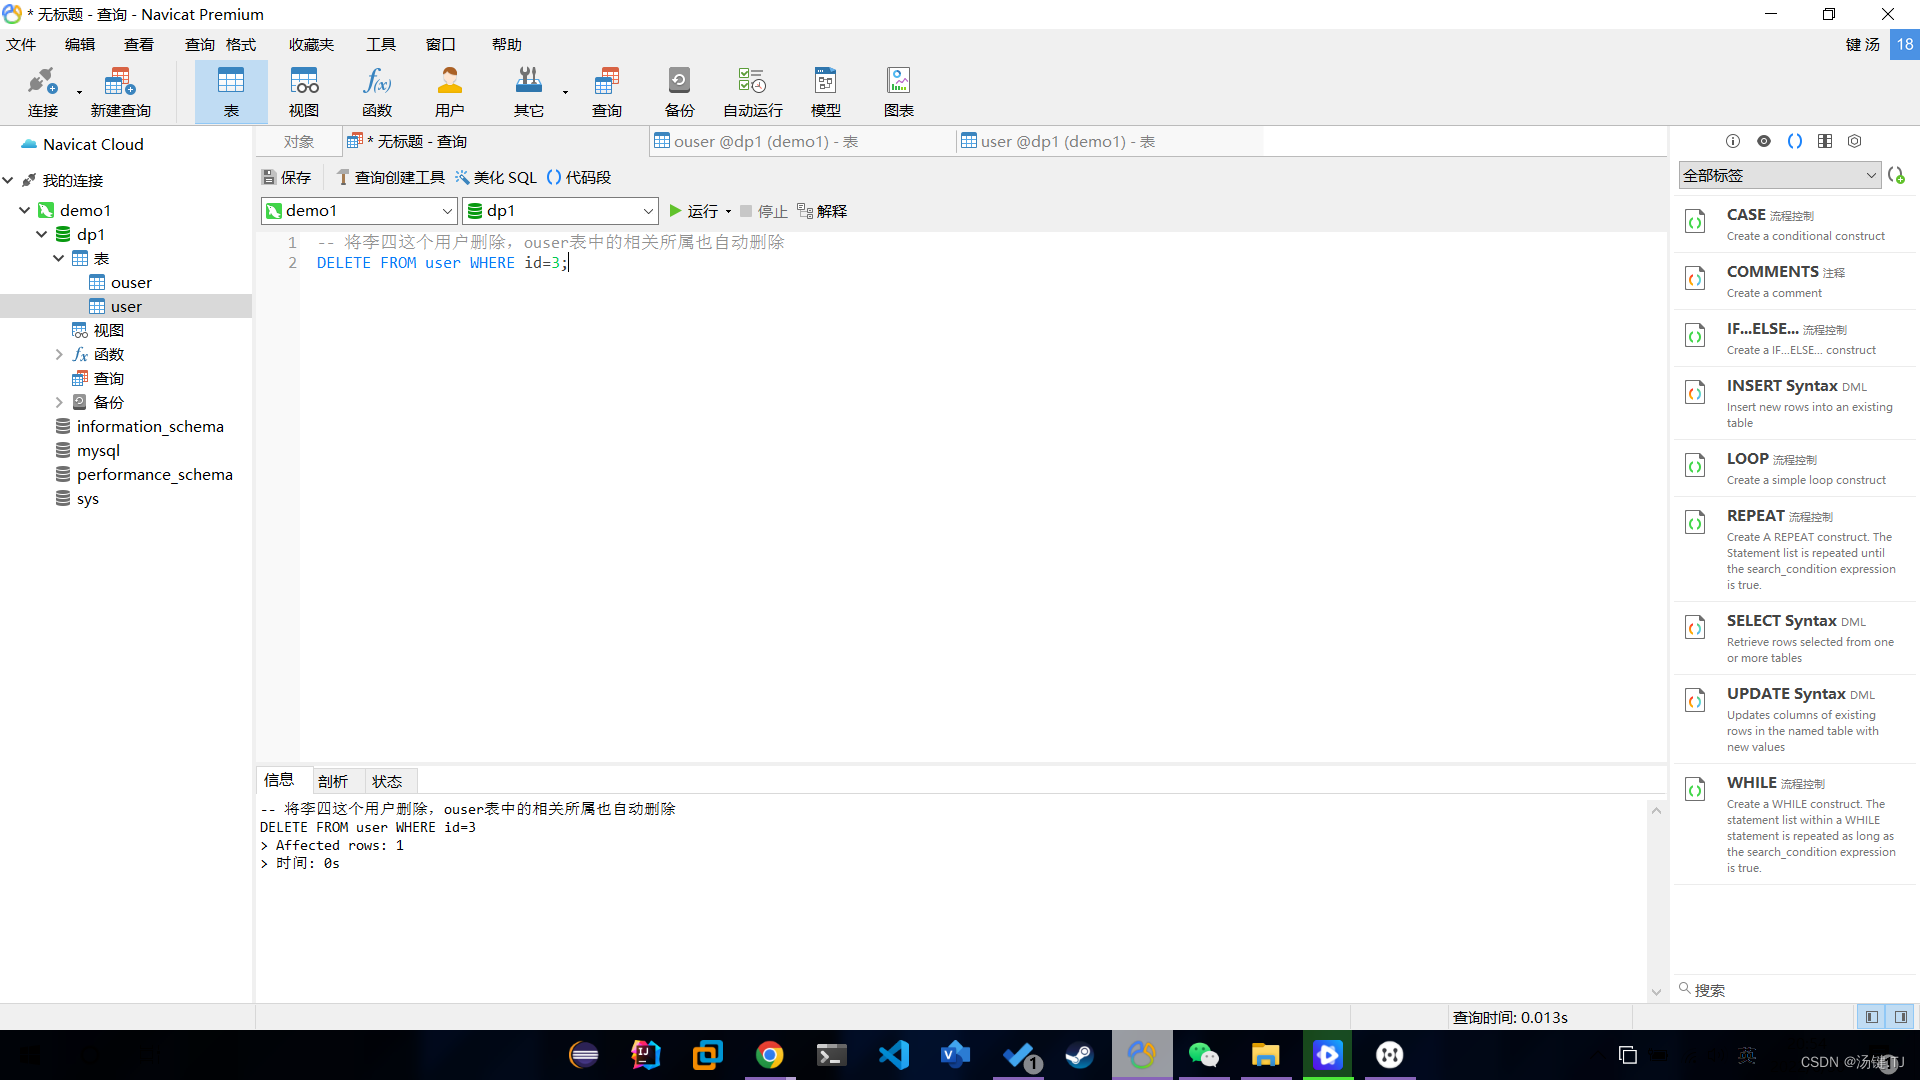 * 无标题 - 查询 - Navicat Premium
文件 编辑 查看 查询 格式 收藏夹 工具 窗口 帮助 键 汤 18
连接 新建查询 表 视图 函数 用户 其它 查询 备份 自动运行 模型 图表
Navicat Cloud
我的连接
demo1
dp1
表
ouser
user
视图
函数
查询
备份
information_schema
mysql
performance_schema
sys
对象 * 无标题 - 查询 ouser @dp1 (demo1) - 表 user @dp1 (demo1) - 表
保存 查询创建工具 美化 SQL 代码段
demo1 dp1 运行 停止 解释
1 -- 将李四这个用户删除，ouser表中的相关所属也自动删除
2 DELETE FROM user WHERE id=3;
信息 剖析 状态
-- 将李四这个用户删除，ouser表中的相关所属也自动删除
DELETE FROM user WHERE id=3
> Affected rows: 1
> 时间: 0s
全部标签
CASE 流程控制
Create a conditional construct
COMMENTS 注释
Create a comment
IF...ELSE... 流程控制
Create a IF...ELSE... construct
INSERT Syntax DML
Insert new rows into an existing
table
LOOP 流程控制
Create a simple loop construct
REPEAT 流程控制
Create A REPEAT construct. The
Statement list is repeated until
the search_condition expression
is true.
SELECT Syntax DML
Retrieve rows selected from one
or more tables
UPDATE Syntax DML
Updates columns of existing
rows in the named table with
new values
WHILE 流程控制
Create a WHILE construct. The
statement list within a WHILE
statement is repeated as long as
the search_condition expression
is true.
搜索
查询时间: 0.013s
1
英
CSDN @汤键TJ